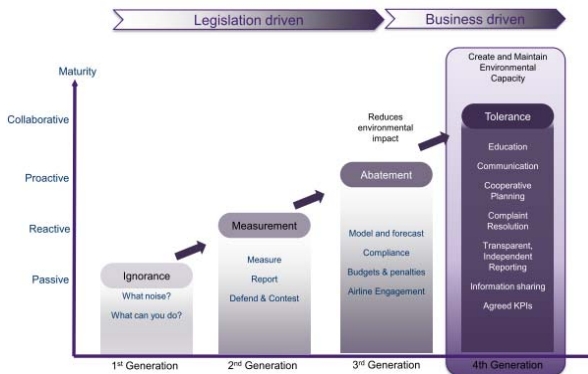 Legislation driven
Business driven
Maturity
Collaborative
Proactive
Reactive
Passive
Ignorance
What noise?
What can you do?
1st Generation
Measurement
Measure
Report
Defend & Contest
2nd Generation
Reduces
environmental
impact
Abatement
Model and forecast
Compliance
Budgets & penalties
Airline Engagement
3rd Generation
Create and Maintain
Environmental
Capacity
Tolerance
Education
Communication
Cooperative
Planning
Complaint
Resolution
Transparent,
Independent
Reporting
Information sharing
Agreed KPIs
4th Generation